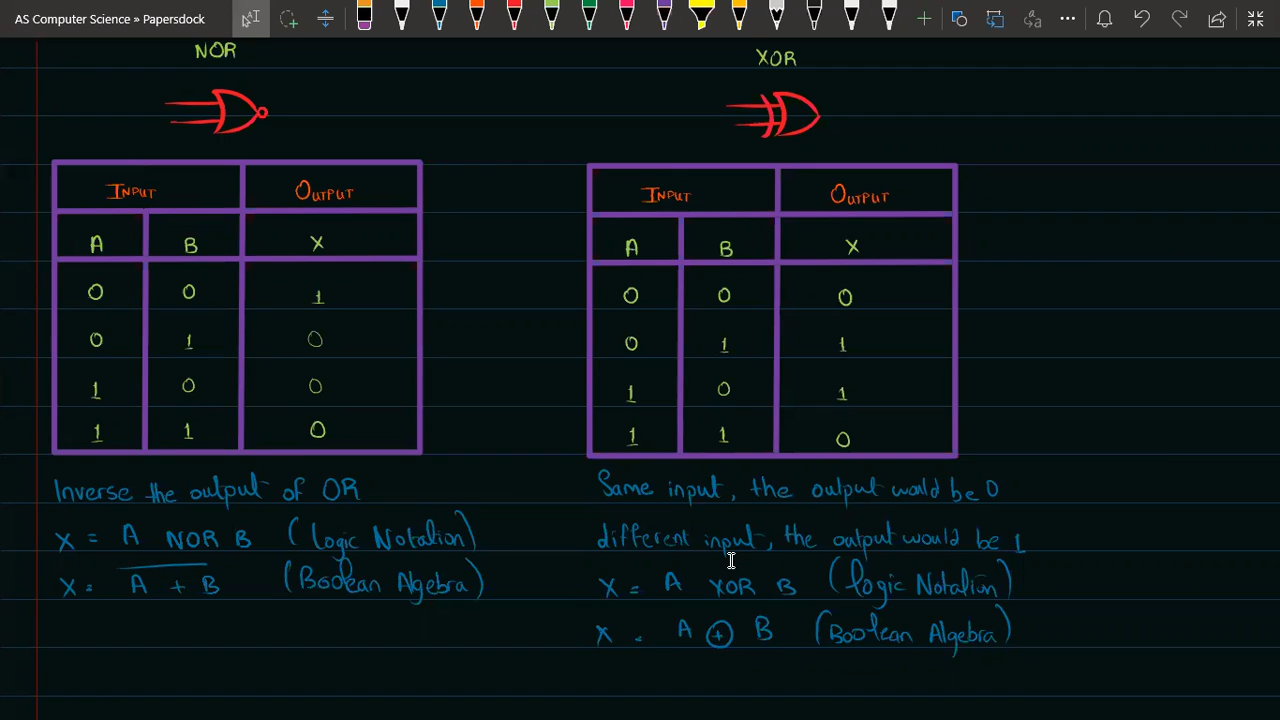 AS Computer Science » Papersdock
NOR
INPUT OUTPUT
A B X
0 0 1
0 1 0
1 0 0
1 1 0
Inverse the output of OR
X = A NOR B (logic Notation)
X = A + B (Boolean Algebra)
XOR
INPUT OUTPUT
A B X
0 0 0
0 1 1
1 0 1
1 1 0
Same input, the output would be 0
different input, the output would be 1
X = A XOR B (logic Notation)
X = A ⊕ B (Boolean Algebra)